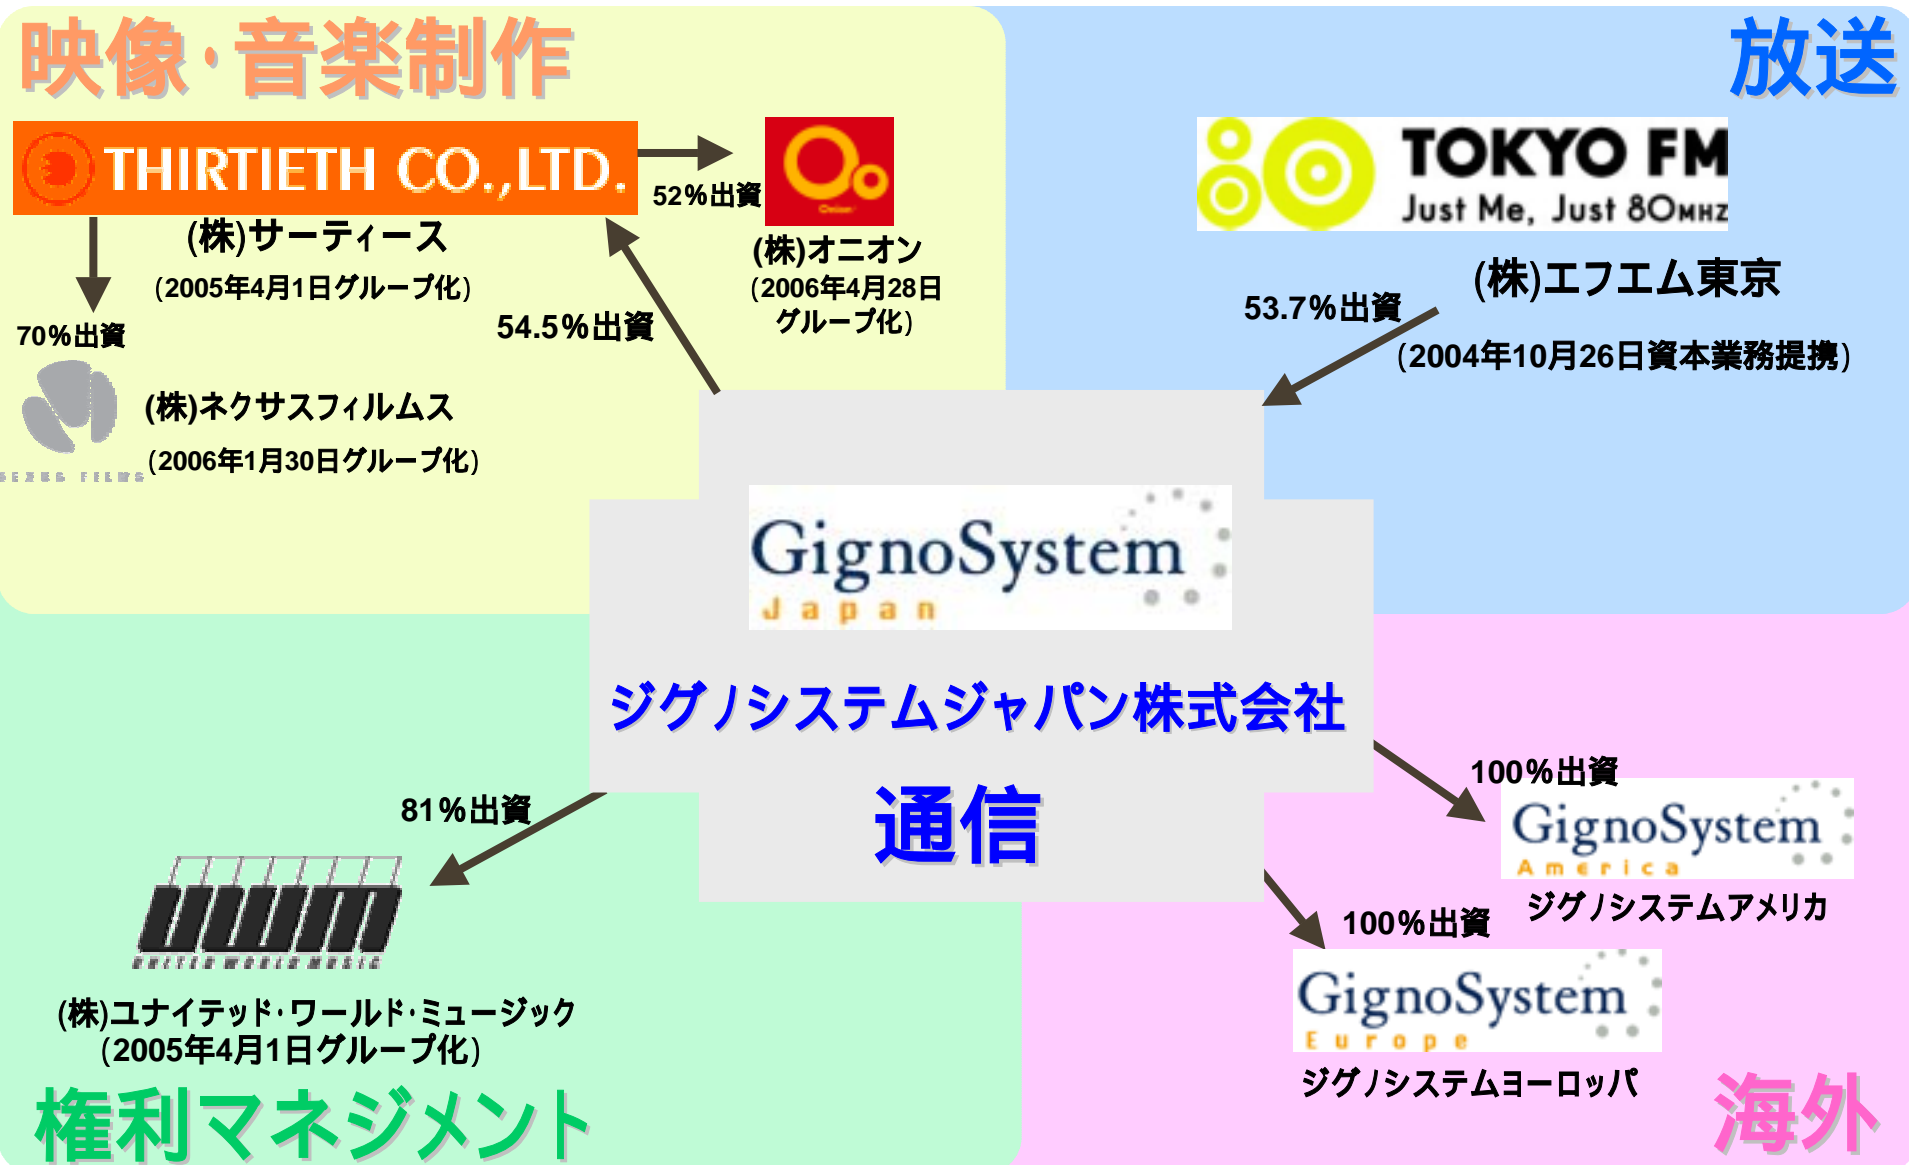 映像・音楽制作
放送
THIRTIETH CO.,LTD.
52%出資
Onion
TOKYO FM
Just Me, Just 80MHZ
(株)サーティース
(2005年4月1日グループ化)
(株)オニオン
(2006年4月28日
グループ化)
(株)エフエム東京
53.7%出資
(2004年10月26日資本業務提携)
54.5%出資
70%出資
(株)ネクサスフィルムス
(2006年1月30日グループ化)
NEXUS FILMS
GignoSystem
Japan
ジグノシステムジャパン株式会社
通信
81%出資
100%出資
GignoSystem
America
ジグノシステムアメリカ
100%出資
GignoSystem
Europe
ジグノシステムヨーロッパ
UNITED WORLD MUSIC
(株)ユナイテッド・ワールド・ミュージック
(2005年4月1日グループ化)
権利マネジメント
海外